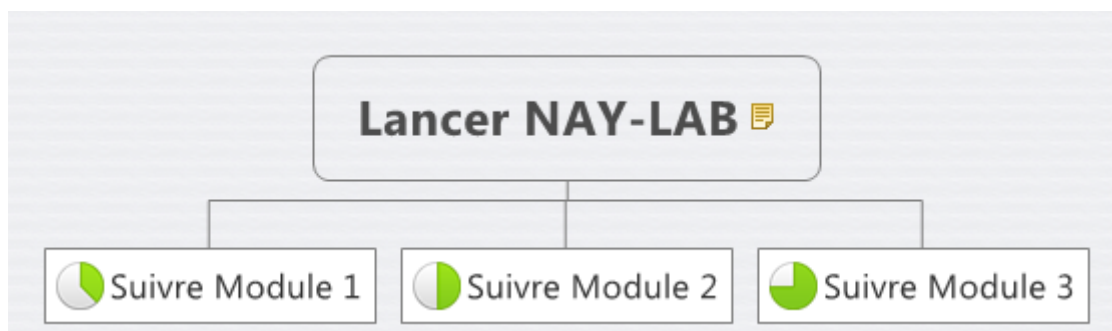 Lancer NAY-LAB
Suivre Module 1
Suivre Module 2
Suivre Module 3